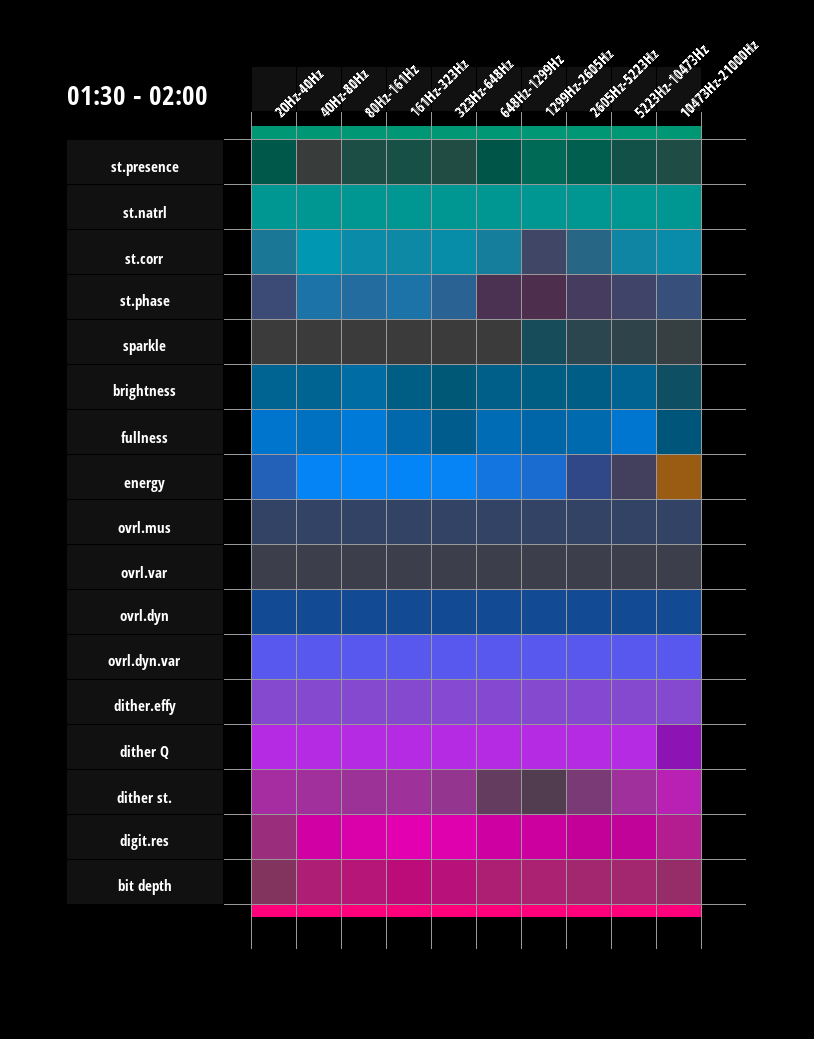 01:30 - 02:00
20Hz-40Hz
40Hz-80Hz
80Hz-161Hz
161Hz-323Hz
323Hz-648Hz
648Hz-1299Hz
1299Hz-2605Hz
2605Hz-5223Hz
5223Hz-10473Hz
10473Hz-21000Hz
st.presence
st.natrl
st.corr
st.phase
sparkle
brightness
fullness
energy
ovrl.mus
ovrl.var
ovrl.dyn
ovrl.dyn.var
dither.effy
dither Q
dither st.
digit.res
bit depth